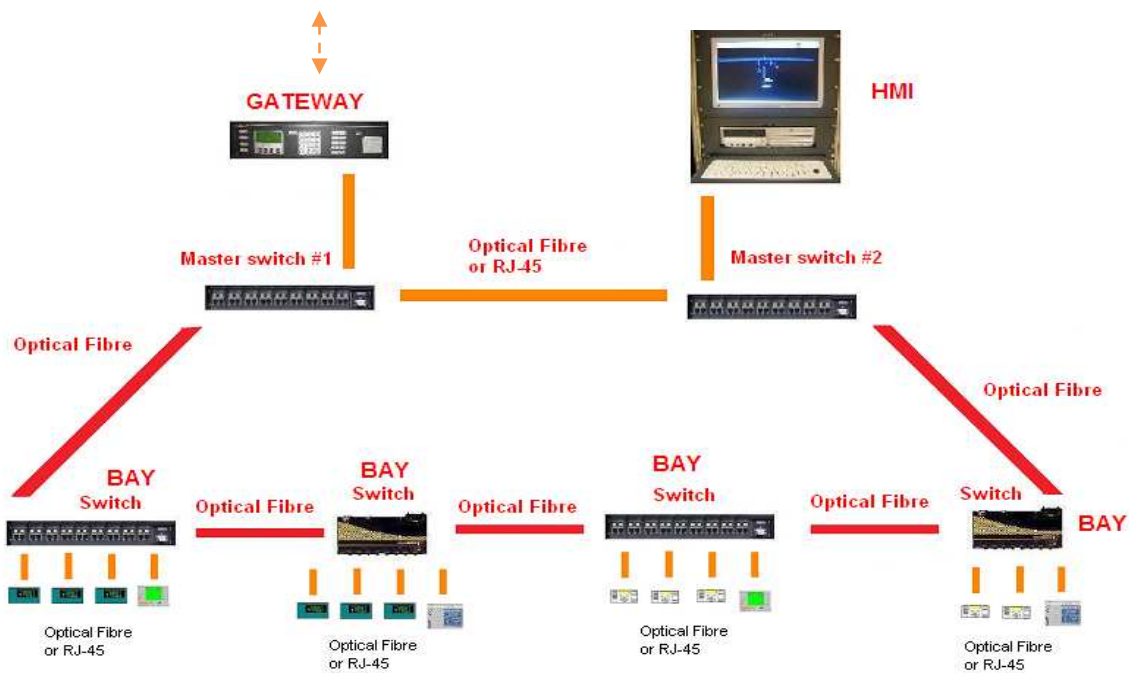 GATEWAY
HMI
Master switch #1
Optical Fibre
or RJ-45
Master switch #2
Optical Fibre
Optical Fibre
BAY
Switch
Optical Fibre
BAY
Switch
Optical Fibre
BAY
Switch
Optical Fibre
Switch
BAY
Optical Fibre
or RJ-45
Optical Fibre
or RJ-45
Optical Fibre
or RJ-45
Optical Fibre
or RJ-45